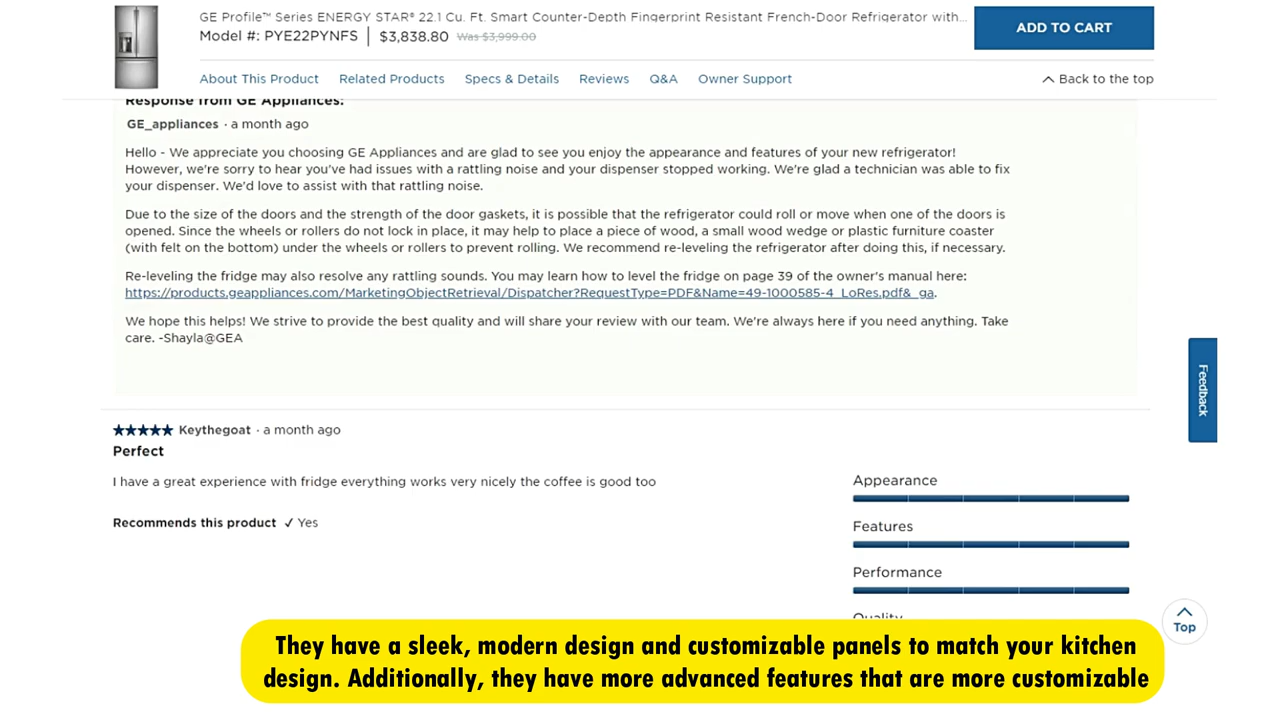 GE Profile™ Series ENERGY STAR® 22.1 Cu. Ft. Smart Counter-Depth Fingerprint Resistant French-Door Refrigerator with...
Model #: PYE22PYNFS | $3,838.80 Was $3,999.00
ADD TO CART
About This Product Related Products Specs & Details Reviews Q&A Owner Support
Back to the top
Response from GE Appliances:
GE_appliances · a month ago
Hello - We appreciate you choosing GE Appliances and are glad to see you enjoy the appearance and features of your new refrigerator!
However, we're sorry to hear you've had issues with a rattling noise and your dispenser stopped working. We're glad a technician was able to fix
your dispenser. We'd love to assist with that rattling noise.
Due to the size of the doors and the strength of the door gaskets, it is possible that the refrigerator could roll or move when one of the doors is
opened. Since the wheels or rollers do not lock in place, it may help to place a piece of wood, a small wood wedge or plastic furniture coaster
(with felt on the bottom) under the wheels or rollers to prevent rolling. We recommend re-leveling the refrigerator after doing this, if necessary.
Re-leveling the fridge may also resolve any rattling sounds. You may learn how to level the fridge on page 39 of the owner's manual here:
https://products.geappliances.com/MarketingObjectRetrieval/Dispatcher?RequestType=PDF&Name=49-1000585-4_LoRes.pdf&_ga.
We hope this helps! We strive to provide the best quality and will share your review with our team. We're always here if you need anything. Take
care. -Shayla@GEA
Feedback
★★★★★ Keythegoat · a month ago
Perfect
I have a great experience with fridge everything works very nicely the coffee is good too
Recommends this product ✓ Yes
Appearance
Features
Performance
Quality
Top
They have a sleek, modern design and customizable panels to match your kitchen
design. Additionally, they have more advanced features that are more customizable